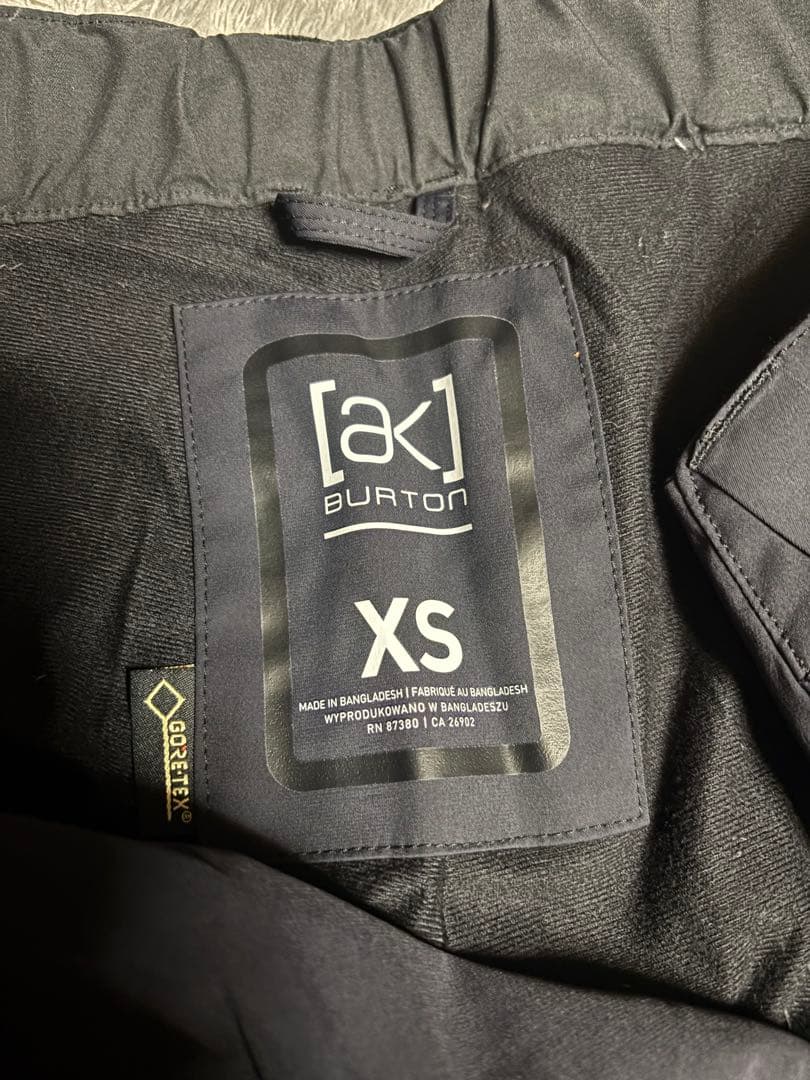 [ak]
BURTON
XS
MADE IN BANGLADESH | FABRIQUÉ AU BANGLADESH
WYPRODUKOWANO W BANGLADESZU
RN 87380 | CA 26902
GORE-TEX®